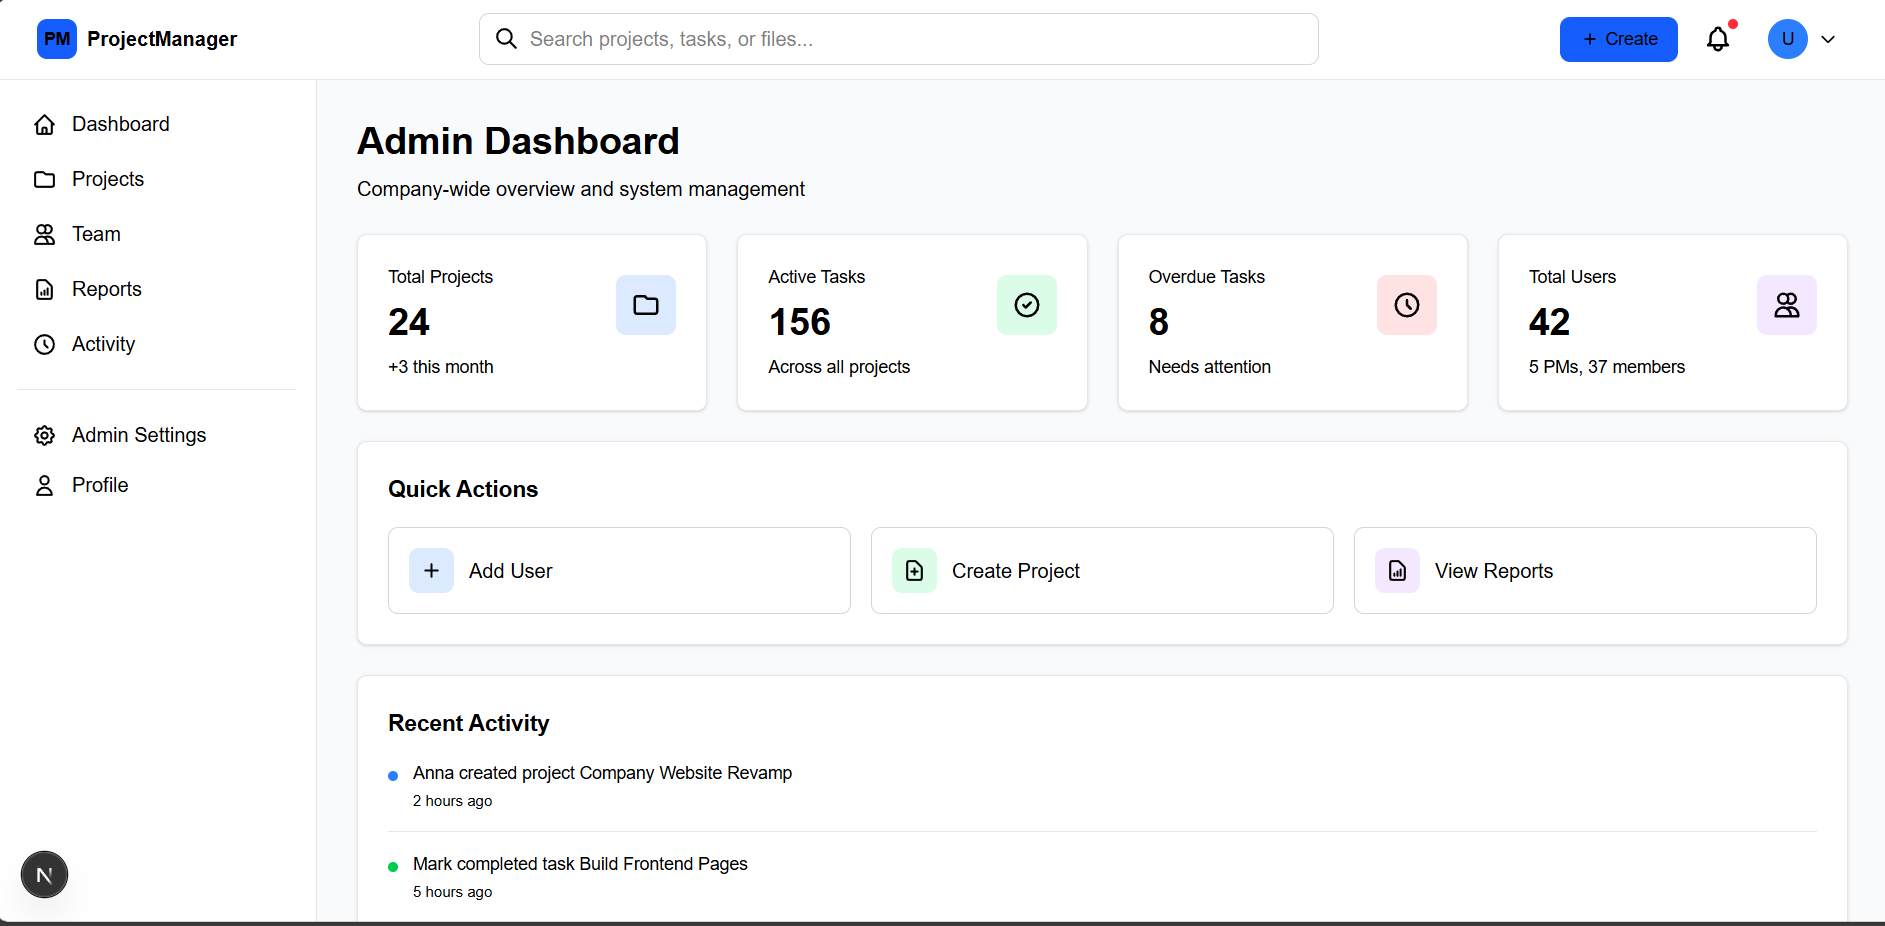 PM ProjectManager
Search projects, tasks, or files...
+ Create
U
Dashboard
Projects
Team
Reports
Activity
Admin Settings
Profile
N
Admin Dashboard
Company-wide overview and system management
Total Projects
24
+3 this month
Active Tasks
156
Across all projects
Overdue Tasks
8
Needs attention
Total Users
42
5 PMs, 37 members
Quick Actions
Add User
Create Project
View Reports
Recent Activity
Anna created project Company Website Revamp
2 hours ago
Mark completed task Build Frontend Pages
5 hours ago